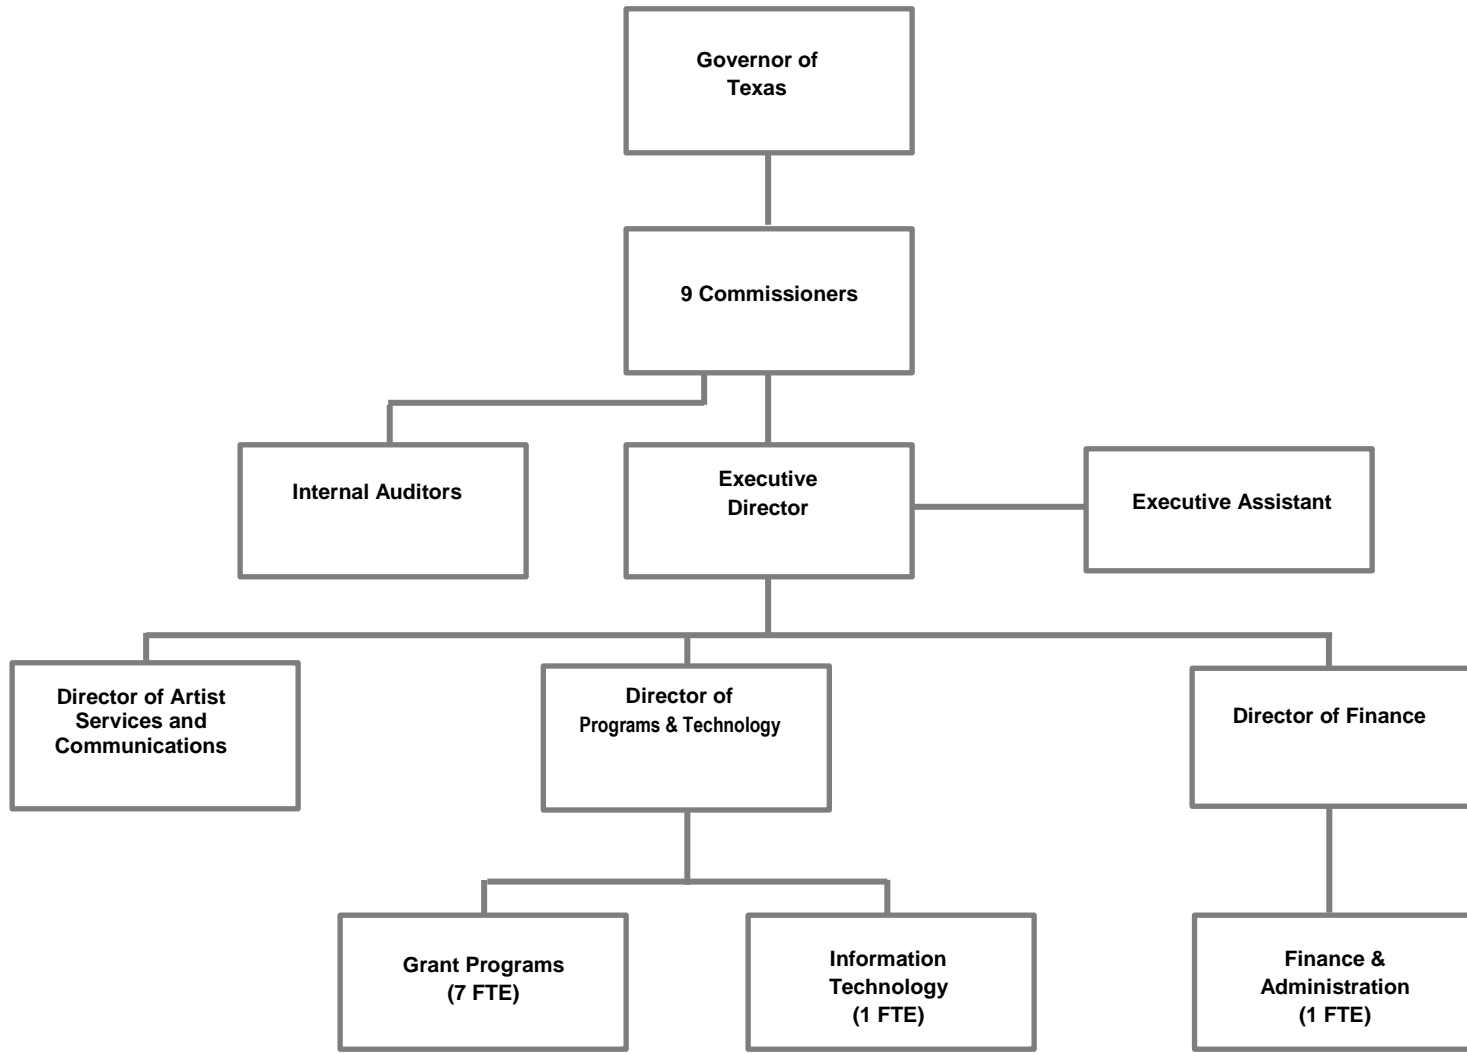 Governor of
Texas
9 Commissioners
Internal Auditors
Executive
Director
Executive Assistant
Director of Artist
Services and
Communications
Director of
Programs & Technology
Director of Finance
Grant Programs
(7 FTE)
Information
Technology
(1 FTE)
Finance &
Administration
(1 FTE)